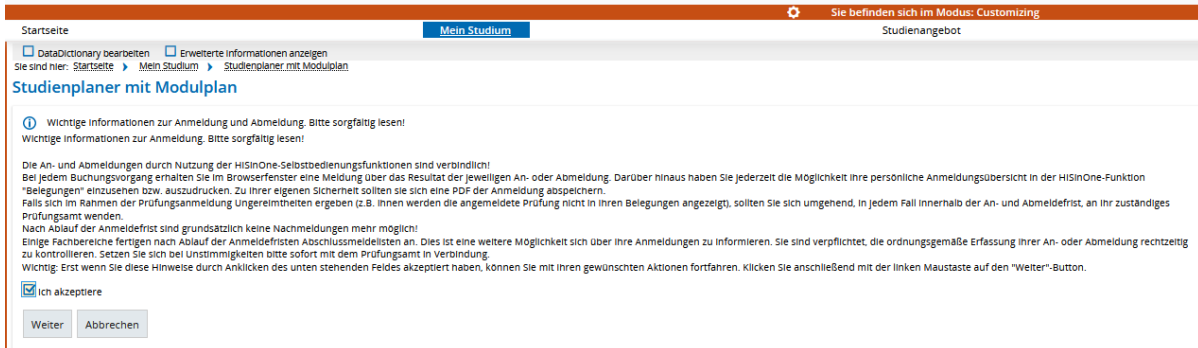 Sie befinden sich im Modus: Customizing
Startseite Mein Studium Studienangebot
DataDictionary bearbeiten Erweiterte Informationen anzeigen
Sie sind hier: Startseite Mein Studium Studienplaner mit Modulplan
Studienplaner mit Modulplan
Wichtige Informationen zur Anmeldung und Abmeldung. Bitte sorgfältig lesen!
Wichtige Informationen zur Anmeldung. Bitte sorgfältig lesen!
Die An- und Abmeldungen durch Nutzung der HISinOne-Selbstbedienungsfunktionen sind verbindlich!
Bei jedem Buchungsvorgang erhalten Sie im Browserfenster eine Meldung über das Resultat der jeweiligen An- oder Abmeldung. Darüber hinaus haben Sie jederzeit die Möglichkeit Ihre persönliche Anmeldungsübersicht in der HISinOne-Funktion
"Belegungen" einzusehen bzw. auszudrucken. Zu Ihrer eigenen Sicherheit sollten sie sich eine PDF der Anmeldung abspeichern.
Falls sich im Rahmen der Prüfungsanmeldung Ungereimtheiten ergeben (z.B. Ihnen werden die angemeldete Prüfung nicht in Ihren Belegungen angezeigt), sollten Sie sich umgehend, in jedem Fall innerhalb der An- und Abmeldefrist, an Ihr zuständiges
Prüfungsamt wenden.
Nach Ablauf der Anmeldefrist sind grundsätzlich keine Nachmeldungen mehr möglich!
Einige Fachbereiche fertigen nach Ablauf der Anmeldefristen Abschlussmeldelisten an. Dies ist eine weitere Möglichkeit sich über Ihre Anmeldungen zu informieren. Sie sind verpflichtet, die ordnungsgemäße Erfassung Ihrer An- oder Abmeldung rechtzeitig
zu kontrollieren. Setzen Sie sich bei Unstimmigkeiten bitte sofort mit dem Prüfungsamt in Verbindung.
Wichtig: Erst wenn Sie diese Hinweise durch Anklicken des unten stehenden Feldes akzeptiert haben, können Sie mit Ihren gewünschten Aktionen fortfahren. Klicken Sie anschließend mit der linken Maustaste auf den "Weiter"-Button.
Ich akzeptiere
Weiter Abbrechen